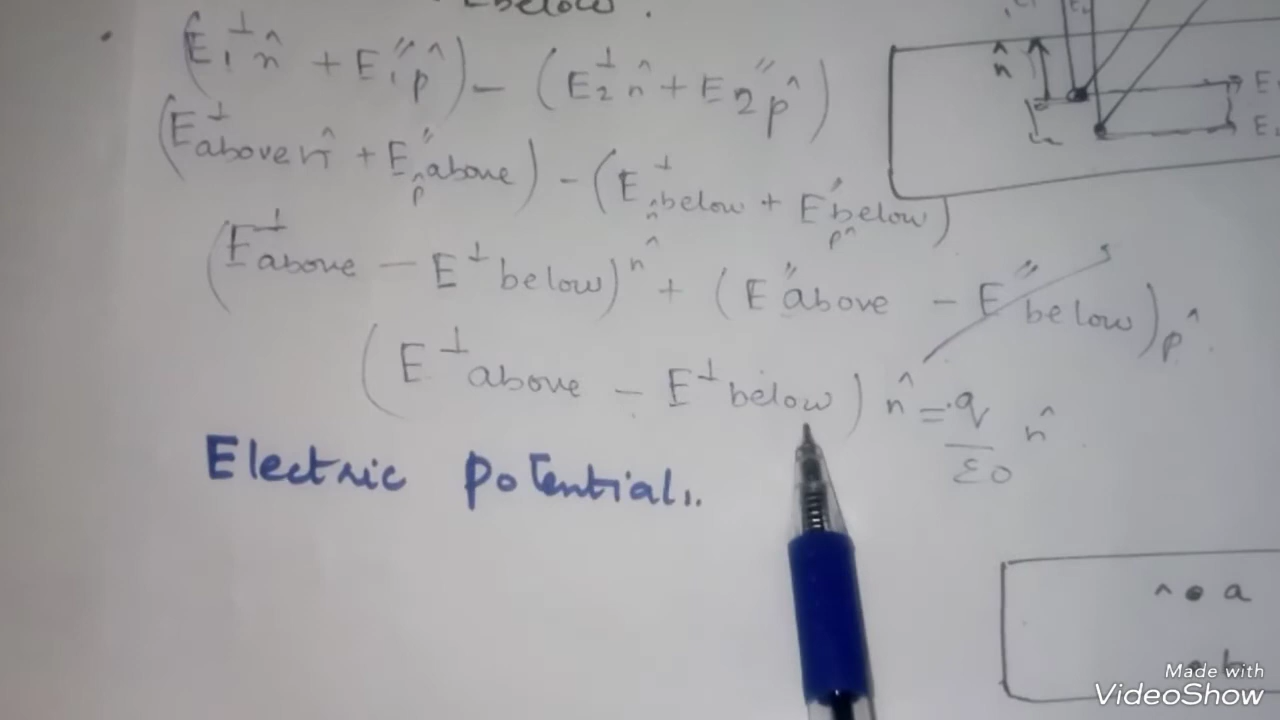 Ebelow.
(E₁^⊥ n̂ + E₁^″ p̂) − (E₂^⊥ n̂ + E₂^″ p̂)
(E^⊥above n̂ + E^″above p̂) − (E^⊥below n̂ + E^′below p̂)
(E^⊥above − E^⊥below) n̂ + (E^″above − E^″below) p̂.
(E^⊥above − E^⊥below) n̂ = q/ε0 n̂
Electric Potential..
n̂
E
E
a
b
Made with
VideoShow